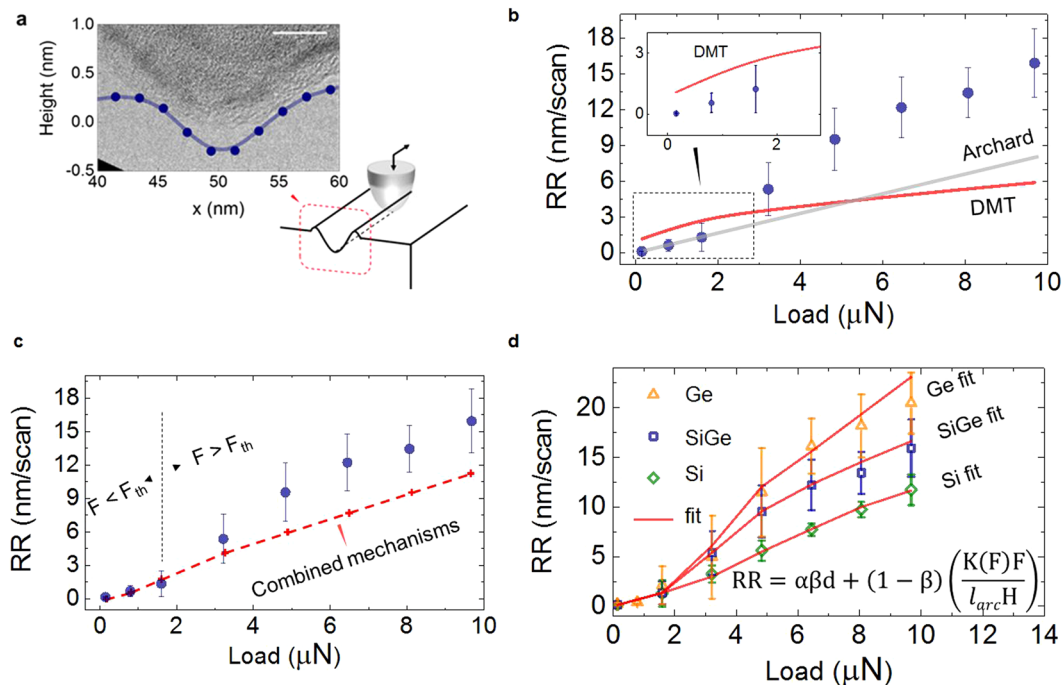 a
Height (nm)
1.0
0.5
0.0
-0.5
40 45 50 55 60
x (nm)
b
RR (nm/scan)
18
15
12
9
6
3
0
DMT
3
0
0 2
Archard
DMT
0 2 4 6 8 10
Load (μN)
c
RR (nm/scan)
18
15
12
9
6
3
0
F < Fth
F > Fth
Combined mechanisms
0 2 4 6 8 10
Load (μN)
d
RR (nm/scan)
20
15
10
5
0
Ge
SiGe
Si
fit
Ge fit
SiGe fit
Si fit
RR = αβd + (1 − β) (K(F)F / l_arc H)
0 2 4 6 8 10 12 14
Load (μN)